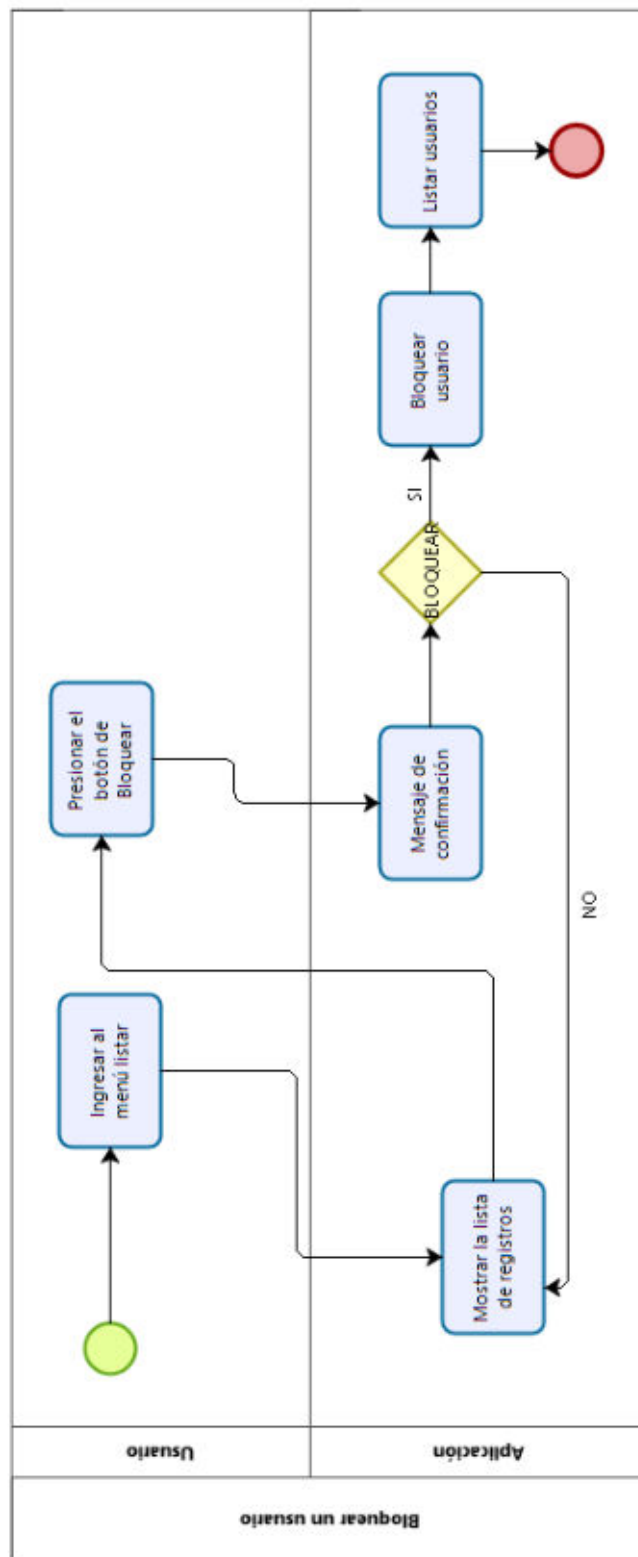 Bloquear un usuario
Usuario
Aplicación
Ingresar al
menú listar
Mostrar la lista
de registros
Presionar el
botón de
Bloquear
Mensaje de
confirmación
BLOQUEAR
SI
NO
Bloquear
usuario
Listar usuarios